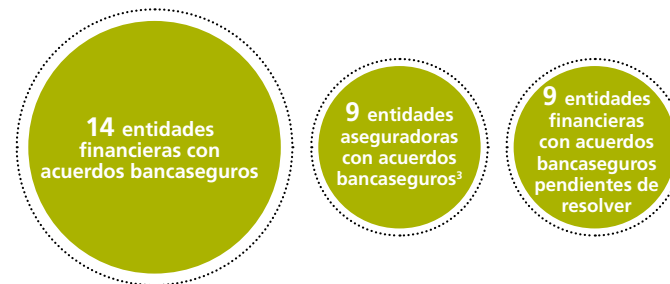 14 entidades
financieras con
acuerdos bancaseguros
9 entidades
aseguradoras
con acuerdos
bancaseguros³
9 entidades
financieras
con acuerdos
bancaseguros
pendientes de
resolver